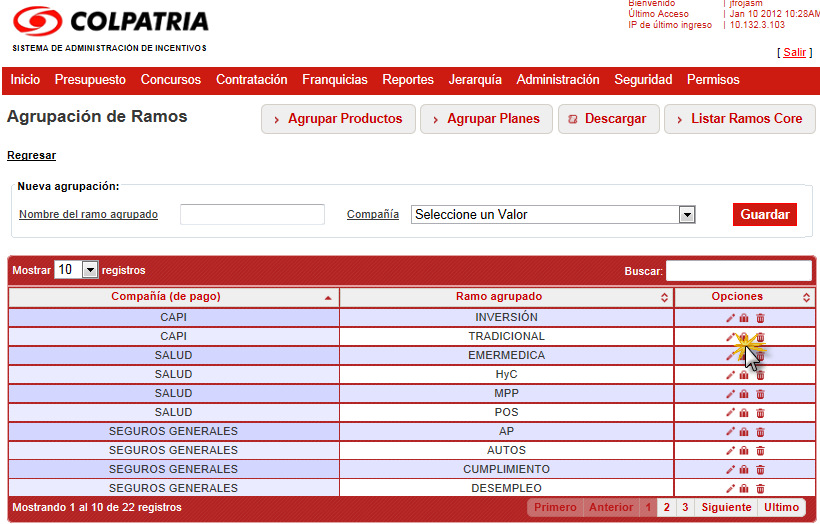 COLPATRIA
SISTEMA DE ADMINISTRACIÓN DE INCENTIVOS
Bienvenido | jfrojasm
Último Acceso | Jan 10 2012 10:28AM
IP de último ingreso | 10.132.3.103
[ Salir ]
Inicio Presupuesto Concursos Contratación Franquicias Reportes Jerarquía Administración Seguridad Permisos
Agrupación de Ramos
Agrupar Productos Agrupar Planes Descargar Listar Ramos Core
Regresar
Nueva agrupación:
Nombre del ramo agrupado Compañía Seleccione un Valor Guardar
Mostrar 10 registros Buscar:
Compañía (de pago) Ramo agrupado Opciones
CAPI INVERSIÓN
CAPI TRADICIONAL
SALUD EMERMEDICA
SALUD HyC
SALUD MPP
SALUD POS
SEGUROS GENERALES AP
SEGUROS GENERALES AUTOS
SEGUROS GENERALES CUMPLIMIENTO
SEGUROS GENERALES DESEMPLEO
Mostrando 1 al 10 de 22 registros Primero Anterior 1 2 3 Siguiente Ultimo